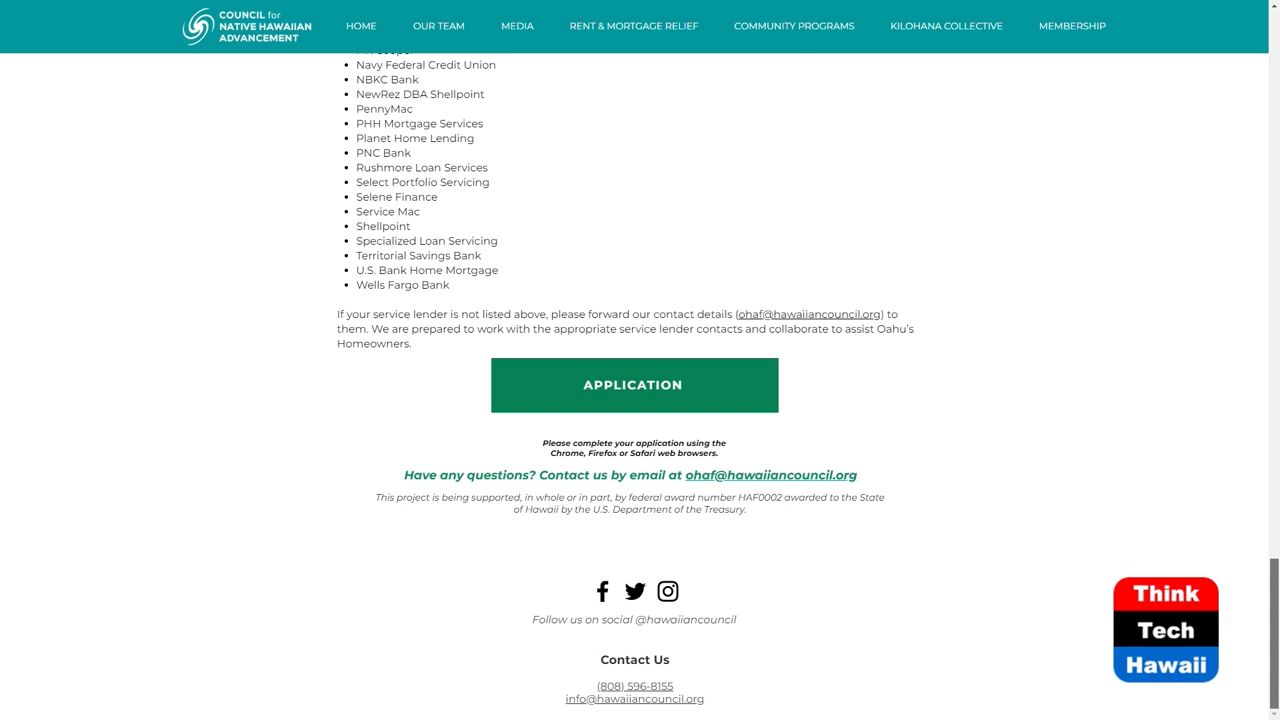 COUNCIL for
NATIVE HAWAIIAN
ADVANCEMENT
HOME OUR TEAM MEDIA RENT & MORTGAGE RELIEF COMMUNITY PROGRAMS KILOHANA COLLECTIVE MEMBERSHIP
Navy Federal Credit Union
NBKC Bank
NewRez DBA Shellpoint
PennyMac
PHH Mortgage Services
Planet Home Lending
PNC Bank
Rushmore Loan Services
Select Portfolio Servicing
Selene Finance
Service Mac
Shellpoint
Specialized Loan Servicing
Territorial Savings Bank
U.S. Bank Home Mortgage
Wells Fargo Bank
If your service lender is not listed above, please forward our contact details (ohaf@hawaiiancouncil.org) to
them. We are prepared to work with the appropriate service lender contacts and collaborate to assist Oahu’s
Homeowners.
APPLICATION
Please complete your application using the
Chrome, Firefox or Safari web browsers.
Have any questions? Contact us by email at ohaf@hawaiiancouncil.org
This project is being supported, in whole or in part, by federal award number HAF0002 awarded to the State
of Hawaii by the U.S. Department of the Treasury.
Follow us on social @hawaiiancouncil
Contact Us
(808) 596-8155
info@hawaiiancouncil.org
Think
Tech
Hawaii